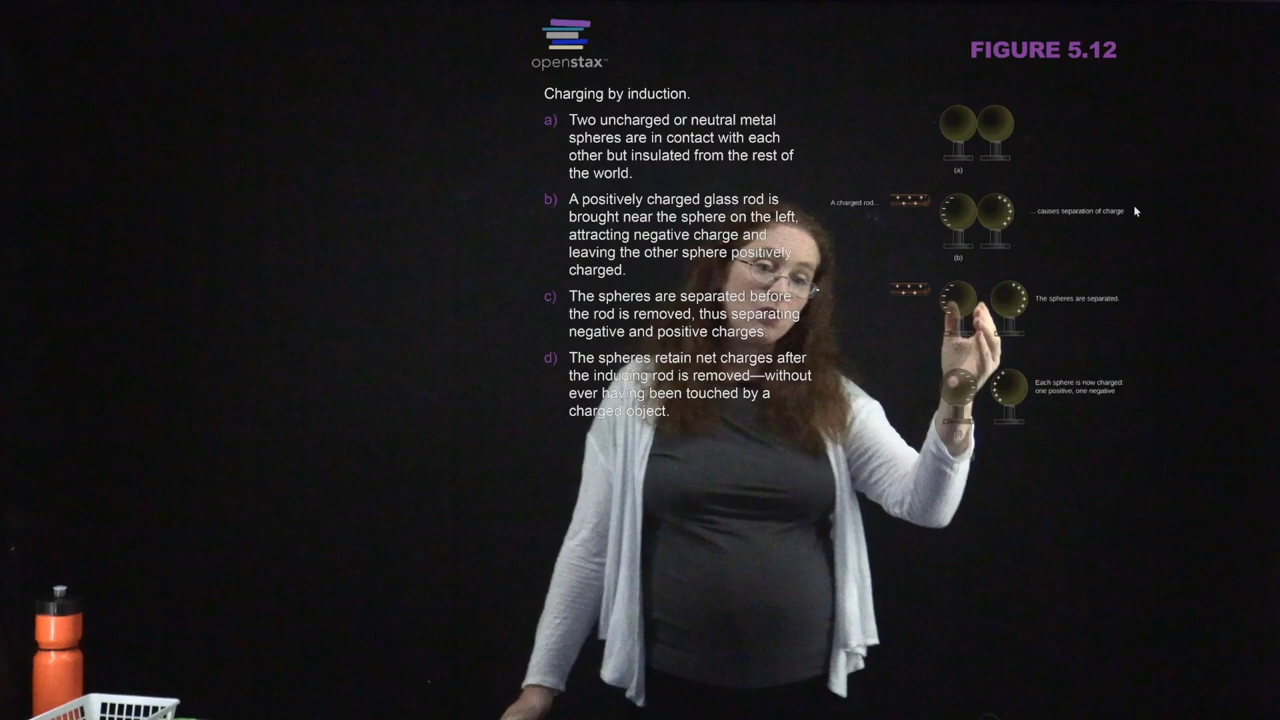 openstax™
FIGURE 5.12
Charging by induction.
a) Two uncharged or neutral metal
spheres are in contact with each
other but insulated from the rest of
the world.
b) A positively charged glass rod is
brought near the sphere on the left,
attracting negative charge and
leaving the other sphere positively
charged.
c) The spheres are separated before
the rod is removed, thus separating
negative and positive charges.
d) The spheres retain net charges after
the inducing rod is removed—without
ever having been touched by a
charged object.
(a)
A charged rod...
... causes separation of charge
(b)
The spheres are separated.
Each sphere is now charged:
one positive, one negative